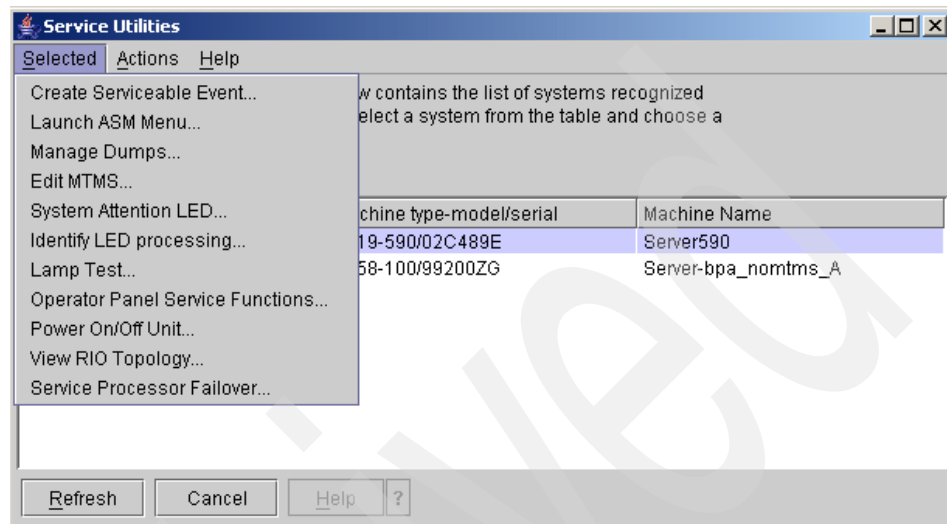 Service Utilities
Selected Actions Help
Create Serviceable Event...
Launch ASM Menu...
Manage Dumps...
Edit MTMS...
System Attention LED...
Identify LED processing...
Lamp Test...
Operator Panel Service Functions...
Power On/Off Unit...
View RIO Topology...
Service Processor Failover...
w contains the list of systems recognized
elect a system from the table and choose a
chine type-model/serial Machine Name
19-590/02C489E Server590
58-100/99200ZG Server-bpa_nomtms_A
Refresh Cancel Help ?